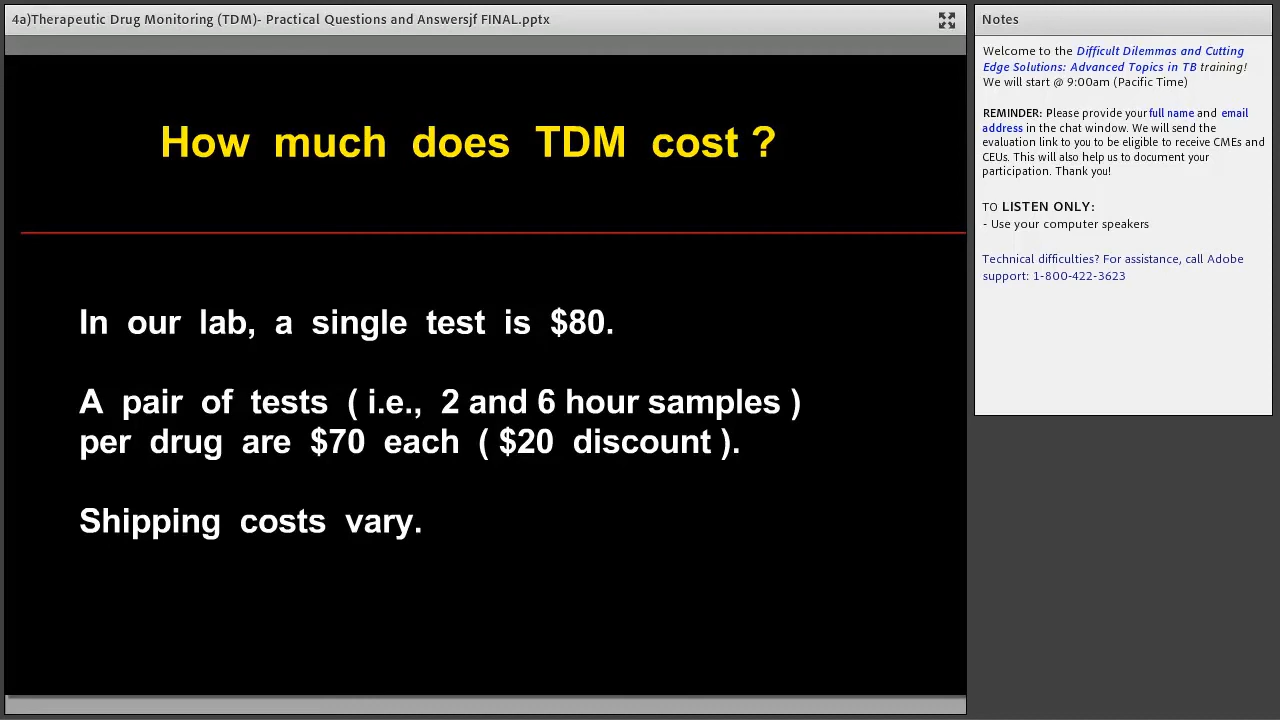 4a)Therapeutic Drug Monitoring (TDM)- Practical Questions and Answersjf FINAL.pptx
How much does TDM cost ?
In our lab, a single test is $80.
A pair of tests ( i.e., 2 and 6 hour samples )
per drug are $70 each ( $20 discount ).
Shipping costs vary.
Notes
Welcome to the Difficult Dilemmas and Cutting
Edge Solutions: Advanced Topics in TB training!
We will start @ 9:00am (Pacific Time)
REMINDER: Please provide your full name and email
address in the chat window. We will send the
evaluation link to you to be eligible to receive CMEs and
CEUs. This will also help us to document your
participation. Thank you!
TO LISTEN ONLY:
- Use your computer speakers
Technical difficulties? For assistance, call Adobe
support: 1-800-422-3623